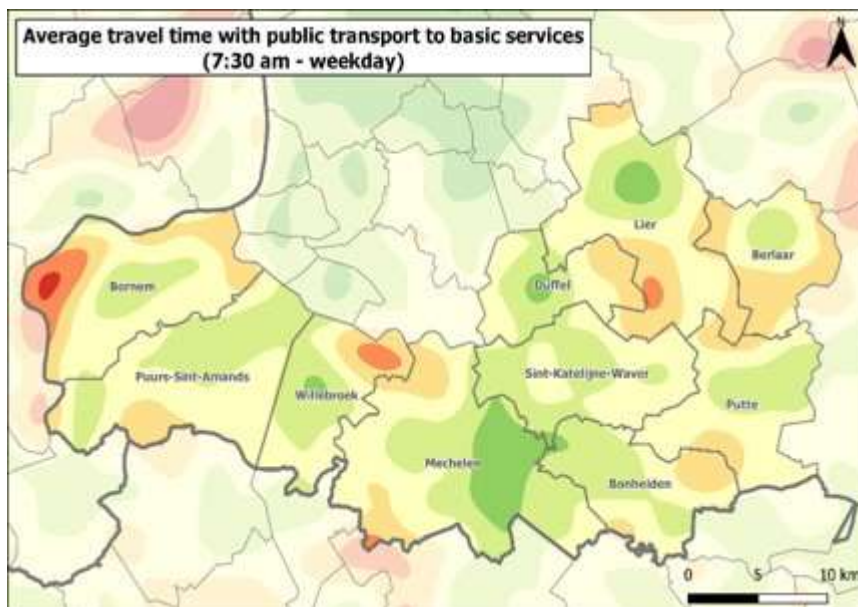 Average travel time with public transport to basic services
(7:30 am - weekday)
N
Lier
Berlaar
Bornem
Duffel
Puurs-Sint-Amands
Willebroek
Sint-Katelijne-Waver
Putte
Mechelen
Bonheiden
0 5 10 km